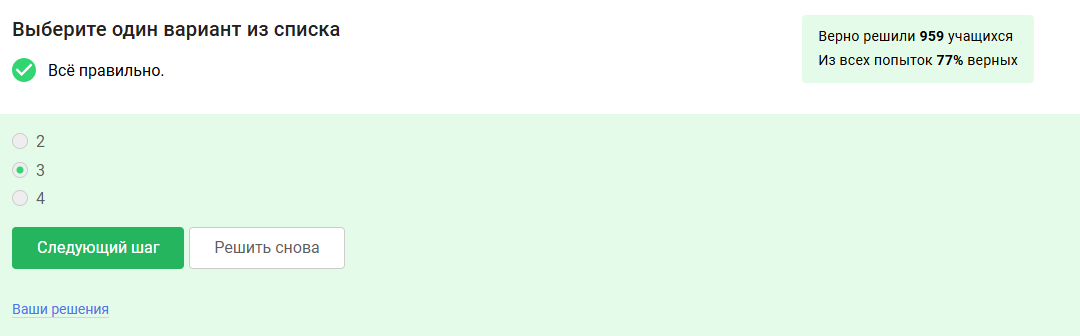 Выберите один вариант из списка
Верно решили 959 учащихся
Из всех попыток 77% верных
Всё правильно.
2
3
4
Следующий шаг
Решить снова
Ваши решения